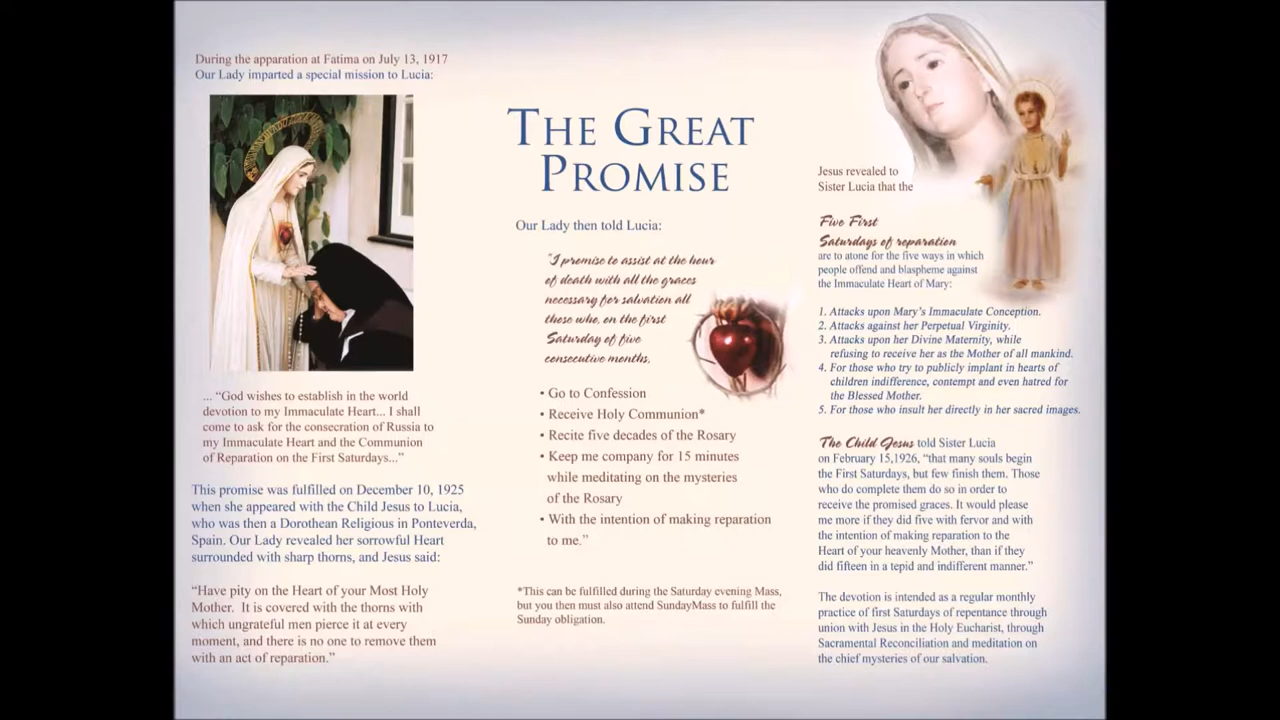 During the apparation at Fatima on July 13, 1917
Our Lady imparted a special mission to Lucia:
... “God wishes to establish in the world
devotion to my Immaculate Heart... I shall
come to ask for the consecration of Russia to
my Immaculate Heart and the Communion
of Reparation on the First Saturdays...”
This promise was fulfilled on December 10, 1925
when she appeared with the Child Jesus to Lucia,
who was then a Dorothean Religious in Ponteverda,
Spain. Our Lady revealed her sorrowful Heart
surrounded with sharp thorns, and Jesus said:
“Have pity on the Heart of your Most Holy
Mother. It is covered with the thorns with
which ungrateful men pierce it at every
moment, and there is no one to remove them
with an act of reparation.”
THE GREAT
PROMISE
Our Lady then told Lucia:
“I promise to assist at the hour
of death with all the graces
necessary for salvation all
those who, on the first
Saturday of five
consecutive months,
• Go to Confession
• Receive Holy Communion*
• Recite five decades of the Rosary
• Keep me company for 15 minutes
while meditating on the mysteries
of the Rosary
• With the intention of making reparation
to me.”
*This can be fulfilled during the Saturday evening Mass,
but you then must also attend SundayMass to fulfill the
Sunday obligation.
Jesus revealed to
Sister Lucia that the
Five First
Saturdays of reparation
are to atone for the five ways in which
people offend and blaspheme against
the Immaculate Heart of Mary:
1. Attacks upon Mary’s Immaculate Conception.
2. Attacks against her Perpetual Virginity.
3. Attacks upon her Divine Maternity, while
refusing to receive her as the Mother of all mankind.
4. For those who try to publicly implant in hearts of
children indifference, contempt and even hatred for
the Blessed Mother.
5. For those who insult her directly in her sacred images.
The Child Jesus told Sister Lucia
on February 15,1926, “that many souls begin
the First Saturdays, but few finish them. Those
who do complete them do so in order to
receive the promised graces. It would please
me more if they did five with fervor and with
the intention of making reparation to the
Heart of your heavenly Mother, than if they
did fifteen in a tepid and indifferent manner.”
The devotion is intended as a regular monthly
practice of first Saturdays of repentance through
union with Jesus in the Holy Eucharist, through
Sacramental Reconciliation and meditation on
the chief mysteries of our salvation.